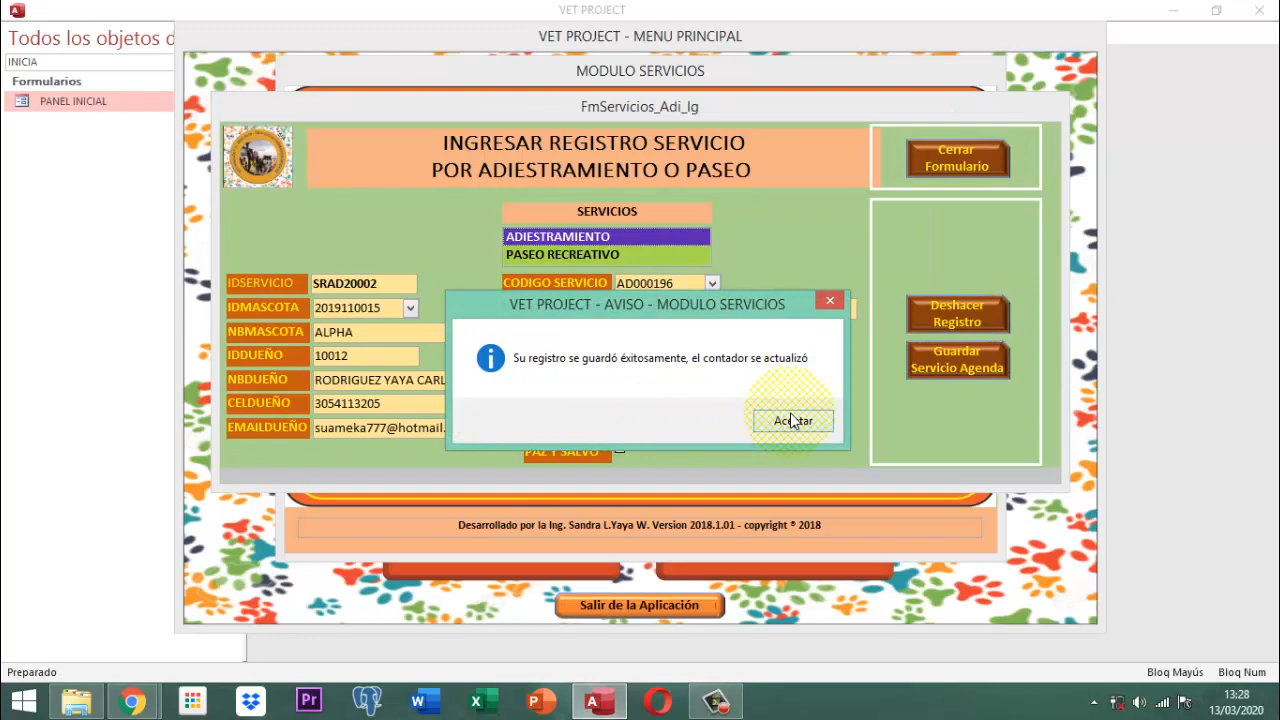 VET PROJECT
Todos los objetos d
VET PROJECT - MENU PRINCIPAL
INICIA
MODULO SERVICIOS
Formularios
PANEL INICIAL
FmServicios_Adi_Ig
INGRESAR REGISTRO SERVICIO
POR ADIESTRAMIENTO O PASEO
Cerrar
Formulario
SERVICIOS
ADIESTRAMIENTO
PASEO RECREATIVO
IDSERVICIO SRAD20002
CODIGO SERVICIO AD000196
IDMASCOTA 2019110015
NBMASCOTA ALPHA
IDDUEÑO 10012
NBDUEÑO RODRIGUEZ YAYA CARL
CELDUEÑO 3054113205
EMAILDUEÑO suameka777@hotmail.
VET PROJECT - AVISO - MODULO SERVICIOS
Su registro se guardó éxitosamente, el contador se actualizó
Aceptar
PAZ Y SALVO
Deshacer
Registro
Guardar
Servicio Agenda
Desarrollado por la Ing. Sandra L.Yaya W. Version 2018.1.01 - copyright ® 2018
Salir de la Aplicación
Preparado
Bloq Mayús Bloq Num
Pr
13:28
13/03/2020